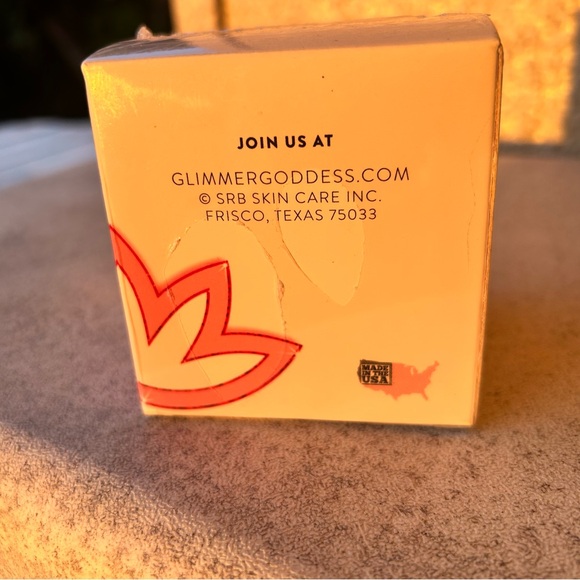 JOIN US AT
GLIMMERGODDESS.COM
© SRB SKIN CARE INC.
FRISCO, TEXAS 75033
MADE
IN THE
USA